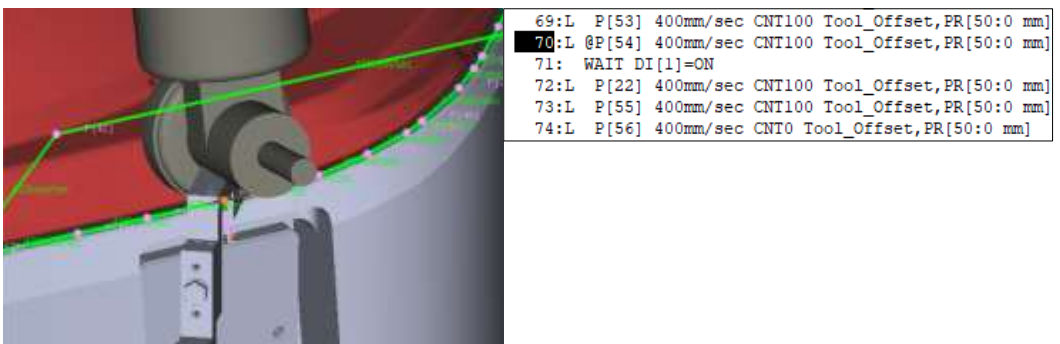 69:L P[53] 400mm/sec CNT100 Tool_Offset,PR[50:0 mm]
70:L @P[54] 400mm/sec CNT100 Tool_Offset,PR[50:0 mm]
71: WAIT DI[1]=ON
72:L P[22] 400mm/sec CNT100 Tool_Offset,PR[50:0 mm]
73:L P[55] 400mm/sec CNT100 Tool_Offset,PR[50:0 mm]
74:L P[56] 400mm/sec CNT0 Tool_Offset,PR[50:0 mm]